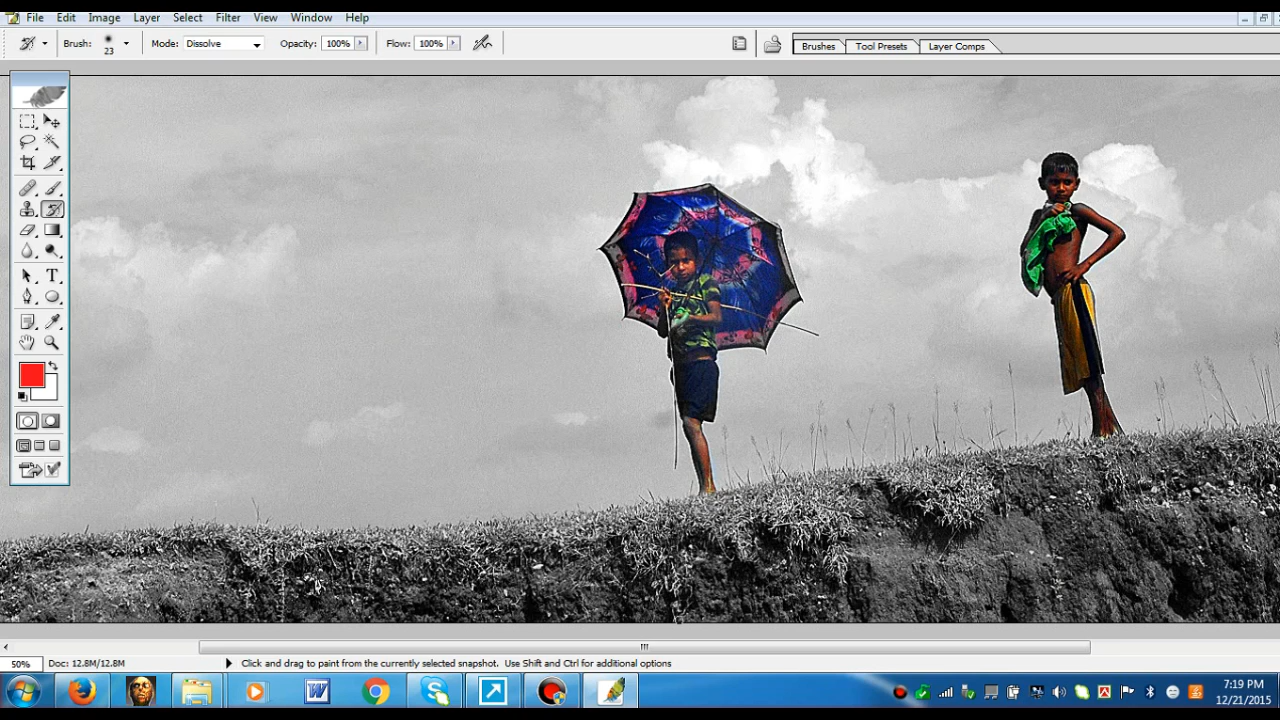 File Edit Image Layer Select Filter View Window Help
Brush: 23 Mode: Dissolve Opacity: 100% Flow: 100% Brushes Tool Presets Layer Comps
50% Doc: 12.8M/12.8M Click and drag to paint from the currently selected snapshot. Use Shift and Ctrl for additional options
7:19 PM
12/21/2015